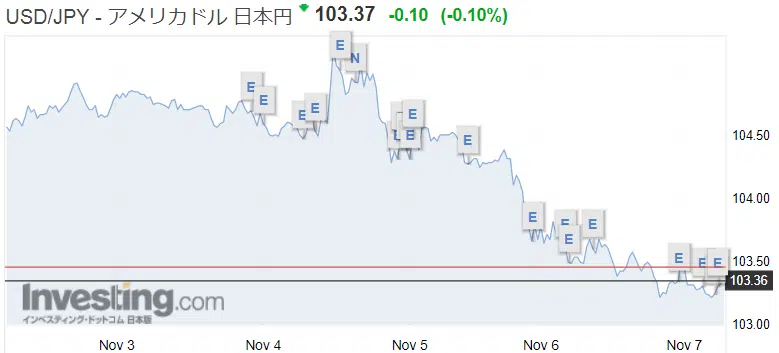 USD/JPY - アメリカドル 日本円 103.37 -0.10 (-0.10%)
E
N
E
E
E
E
E
E
E
E
104.50
104.00
E
E
E
E
E
E
E
103.50
103.36
Investing.com
インベスティング・ドットコム 日本版
103.00
Nov 3 Nov 4 Nov 5 Nov 6 Nov 7